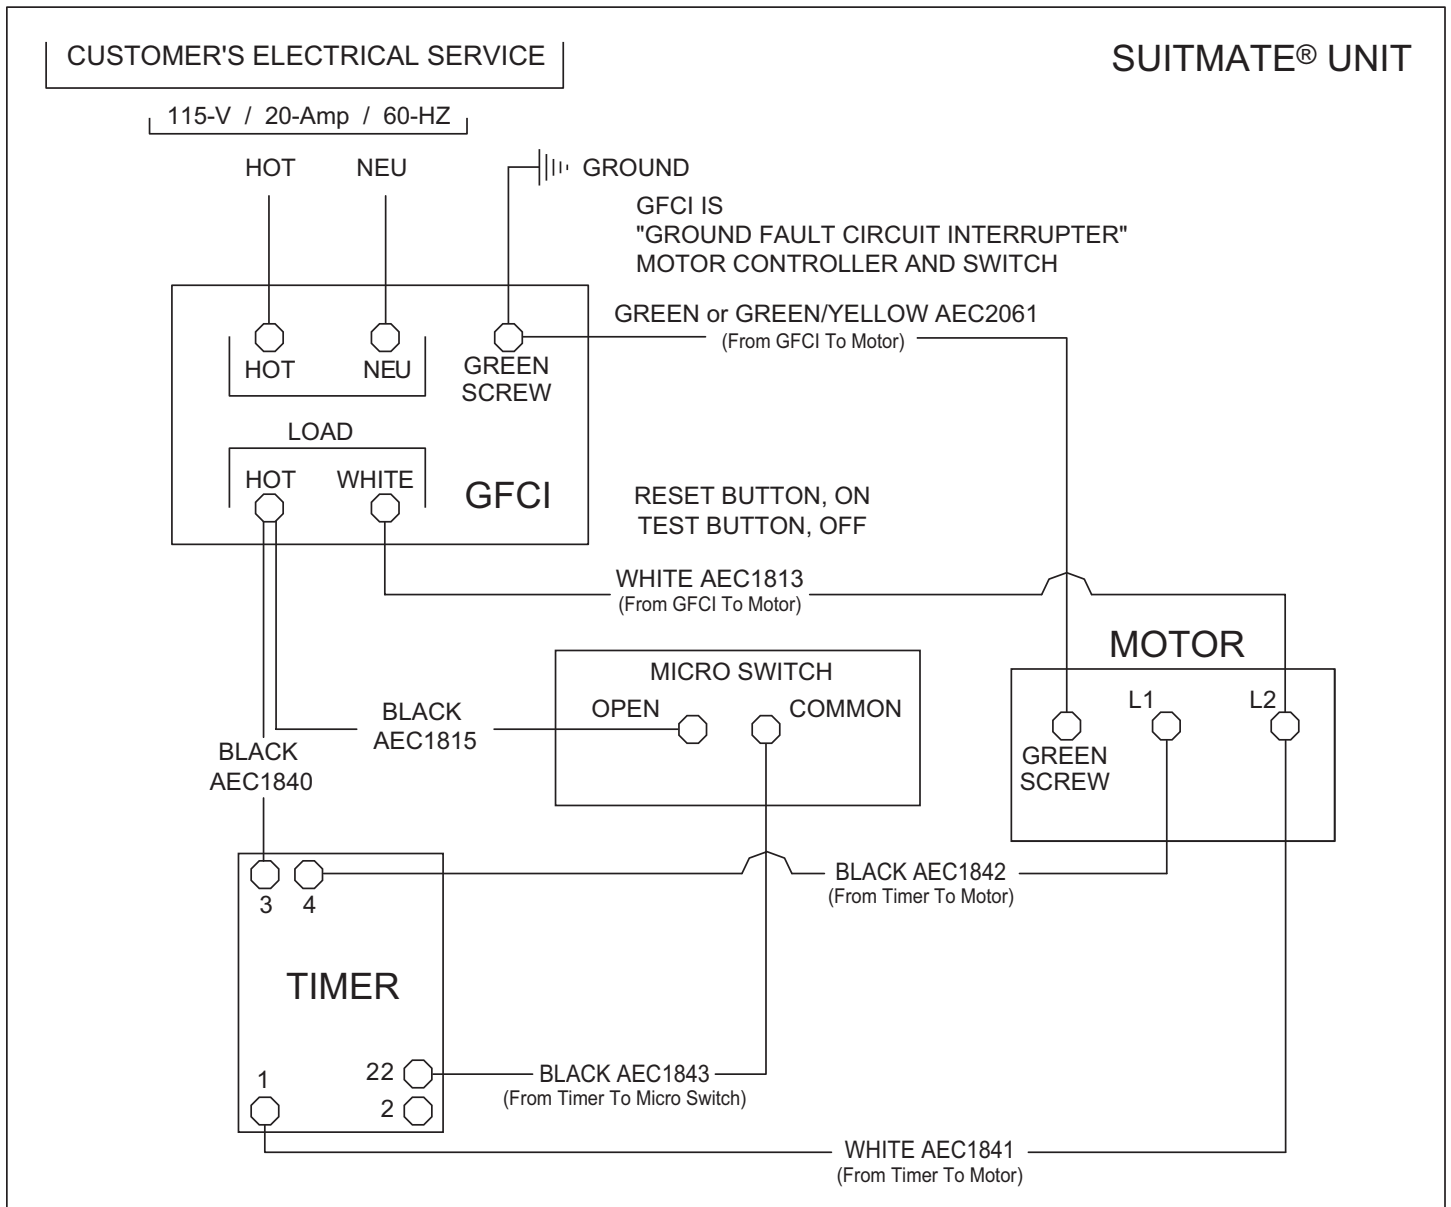 CUSTOMER'S ELECTRICAL SERVICE
SUITMATE® UNIT
115-V / 20-Amp / 60-HZ
HOT
NEU
GROUND
GFCI IS
"GROUND FAULT CIRCUIT INTERRUPTER"
MOTOR CONTROLLER AND SWITCH
GREEN or GREEN/YELLOW AEC2061
(From GFCI To Motor)
HOT
NEU
GREEN
SCREW
LOAD
HOT
WHITE
GFCI
RESET BUTTON, ON
TEST BUTTON, OFF
WHITE AEC1813
(From GFCI To Motor)
MOTOR
MICRO SWITCH
OPEN
COMMON
L1
L2
GREEN
SCREW
BLACK
AEC1815
BLACK
AEC1840
BLACK AEC1842
(From Timer To Motor)
3
4
TIMER
1
22
2
BLACK AEC1843
(From Timer To Micro Switch)
WHITE AEC1841
(From Timer To Motor)